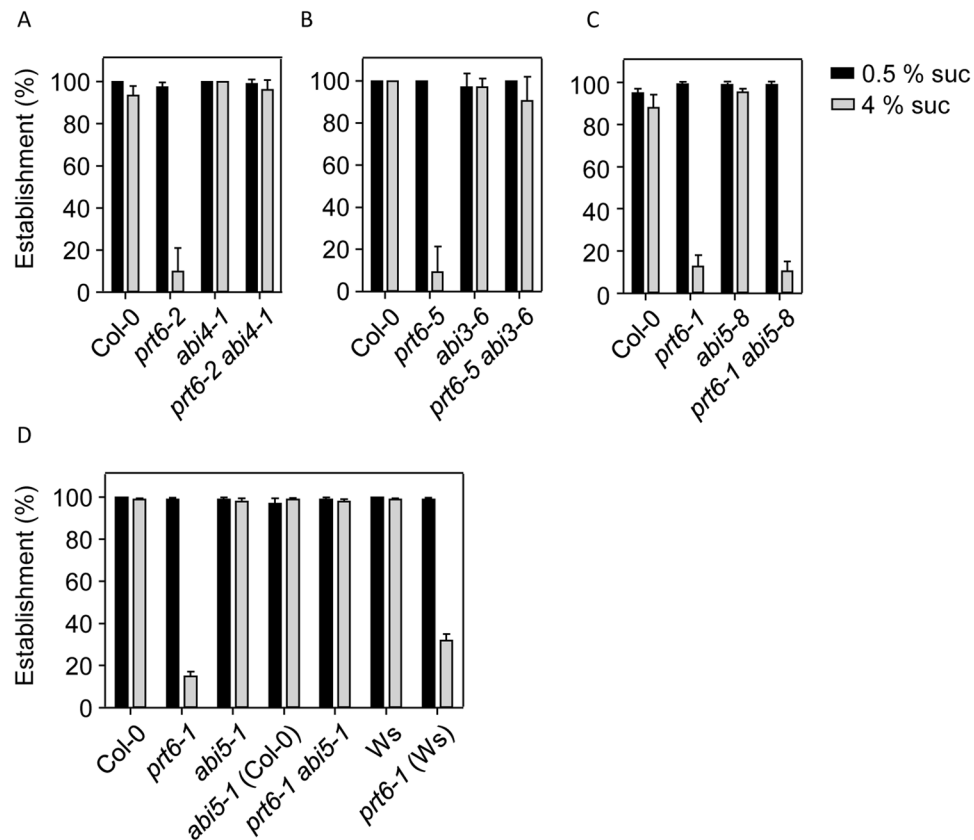 A
Establishment (%)
100
80
60
40
20
0
Col-0
prt6-2
abi4-1
prt6-2 abi4-1
B
100
80
60
40
20
0
Col-0
prt6-5
abi3-6
prt6-5 abi3-6
C
100
80
60
40
20
0
Col-0
prt6-1
abi5-8
prt6-1 abi5-8
0.5 % suc
4 % suc
D
Establishment (%)
100
80
60
40
20
0
Col-0
prt6-1
abi5-1
abi5-1 (Col-0)
prt6-1 abi5-1
Ws
prt6-1 (Ws)